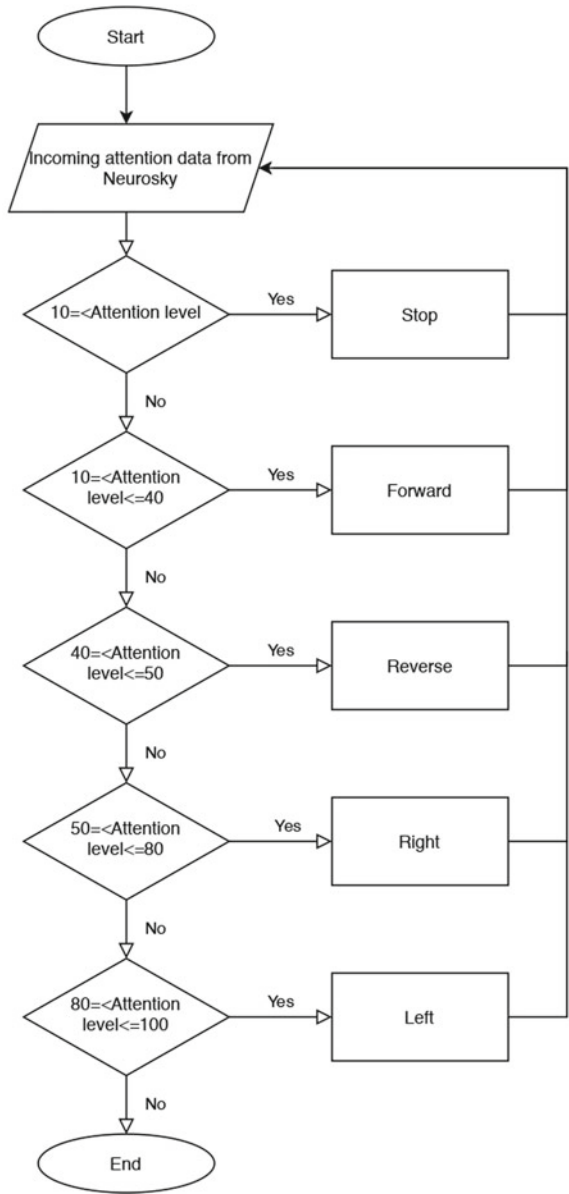 Start
Incoming attention data from
Neurosky
10=<Attention level
Yes
Stop
No
10=<Attention
level<=40
Yes
Forward
No
40=<Attention
level<=50
Yes
Reverse
No
50=<Attention
level<=80
Yes
Right
No
80=<Attention
level<=100
Yes
Left
No
End